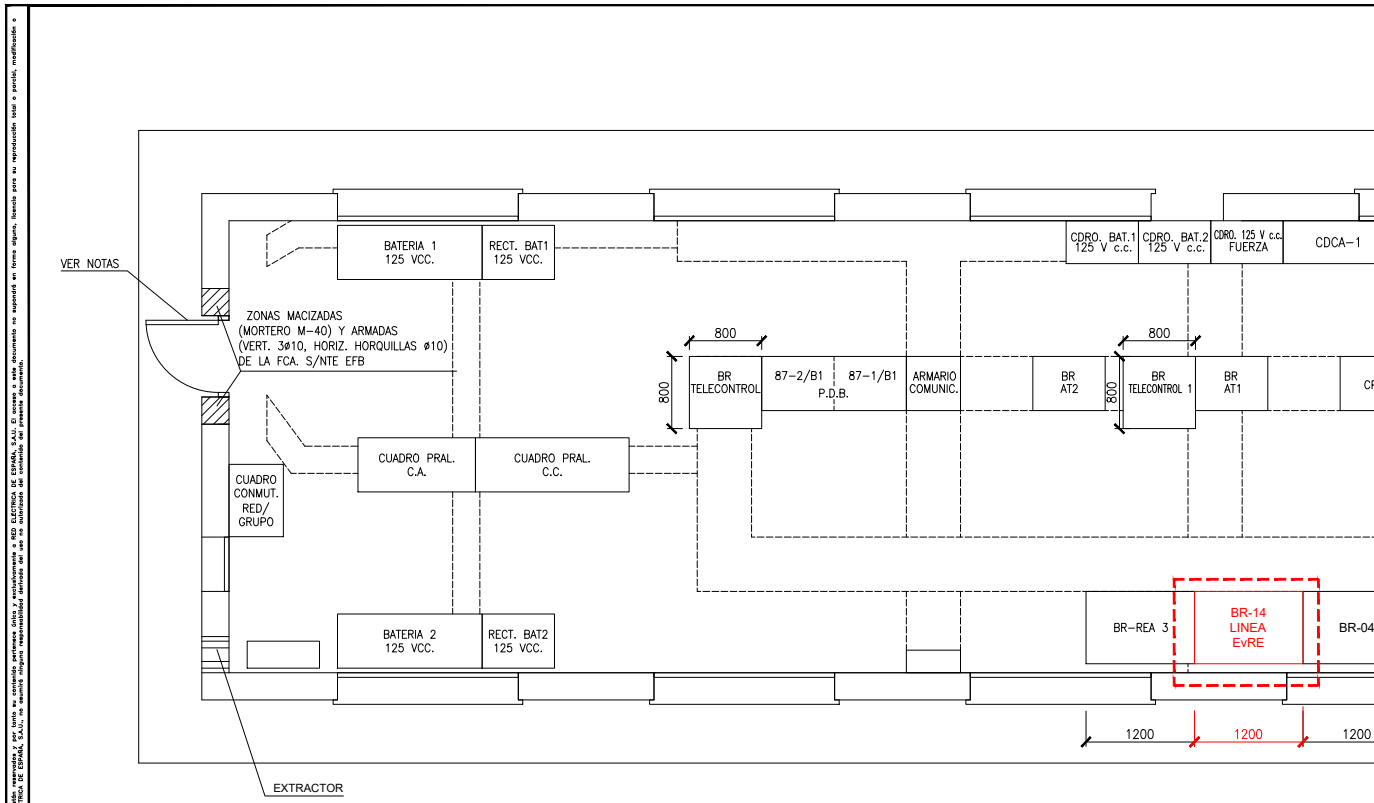 VER NOTAS
ZONAS MACIZADAS
(MORTERO M-40) Y ARMADAS
(VERT. 3ø10, HORIZ. HORQUILLAS ø10)
DE LA FCA. S/NTE EFB
BATERIA 1
125 VCC.
RECT. BAT1
125 VCC.
CDRO. BAT.1
125 V c.c.
CDRO. BAT.2
125 V c.c.
CDRO. 125 V c.c.
FUERZA
CDCA-1
800
800
BR
TELECONTROL
87-2/B1
87-1/B1
P.D.B.
ARMARIO
COMUNIC.
BR
AT2
800
800
BR
TELECONTROL 1
BR
AT1
CUADRO PRAL.
C.A.
CUADRO PRAL.
C.C.
CUADRO
CONMUT.
RED/
GRUPO
BATERIA 2
125 VCC.
RECT. BAT2
125 VCC.
BR-REA 3
BR-14
LINEA
EvRE
BR-04
1200
1200
1200
EXTRACTOR